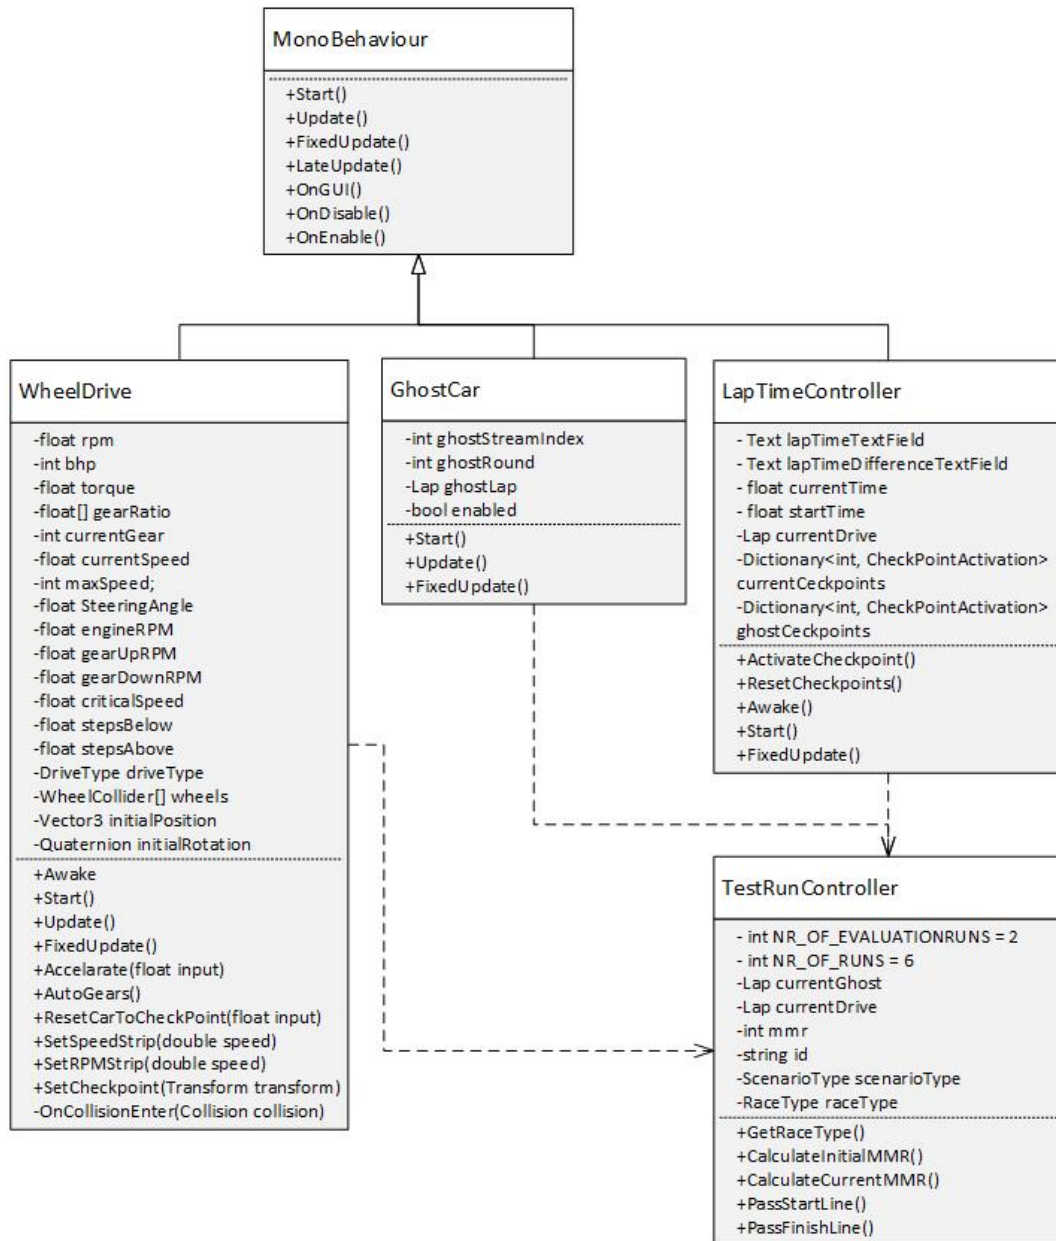 MonoBehaviour
+Start()
+Update()
+FixedUpdate()
+LateUpdate()
+OnGUI()
+OnDisable()
+OnEnable()
WheelDrive
-float rpm
-int bhp
-float torque
-float[] gearRatio
-int currentGear
-float currentSpeed
-int maxSpeed;
-float SteeringAngle
-float engineRPM
-float gearUpRPM
-float gearDownRPM
-float criticalSpeed
-float stepsBelow
-float stepsAbove
-DriveType driveType
-WheelCollider[] wheels
-Vector3 initialPosition
-Quaternion initialRotation
+Awake
+Start()
+Update()
+FixedUpdate()
+Accelarate(float input)
+AutoGears()
+ResetCarToCheckPoint(float input)
+SetSpeedStrip(double speed)
+SetRPMStrip(double speed)
+SetCheckpoint(Transform transform)
-OnCollisionEnter(Collision collision)
GhostCar
-int ghostStreamIndex
-int ghostRound
-Lap ghostLap
-bool enabled
+Start()
+Update()
+FixedUpdate()
LapTimeController
- Text lapTimeTextField
- Text lapTimeDifferenceTextField
- float currentTime
- float startTime
-Lap currentDrive
-Dictionary<int, CheckPointActivation>
currentCeckpoints
-Dictionary<int, CheckPointActivation>
ghostCeckpoints
+ActivateCheckpoint()
+ResetCheckpoints()
+Awake()
+Start()
+FixedUpdate()
TestRunController
- int NR_OF_EVALUATIONRUNS = 2
- int NR_OF_RUNS = 6
-Lap currentGhost
-Lap currentDrive
-int mmr
-string id
-ScenarioType scenarioType
-RaceType raceType
+GetRaceType()
+CalculateInitialMMR()
+CalculateCurrentMMR()
+PassStartLine()
+PassFinishLine()